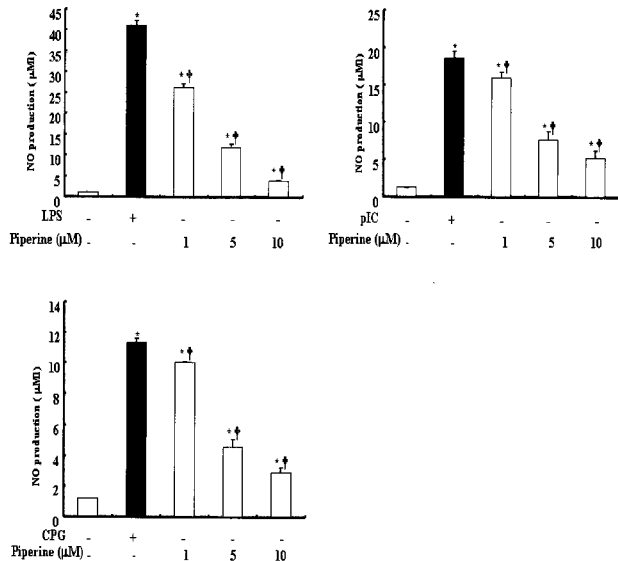 NO production ( μM)
45
40
35
30
25
20
15
10
5
0
*
* ϕ
* ϕ
* ϕ
LPS - + - - -
Piperine (μM) - - 1 5 10
NO production ( μM)
25
20
15
10
5
0
*
* ϕ
* ϕ
* ϕ
pIC - + - - -
Piperine (μM) - - 1 5 10
NO production ( μM)
14
12
10
8
6
4
2
0
*
* ϕ
* ϕ
* ϕ
CPG - + - - -
Piperine (μM) - - 1 5 10